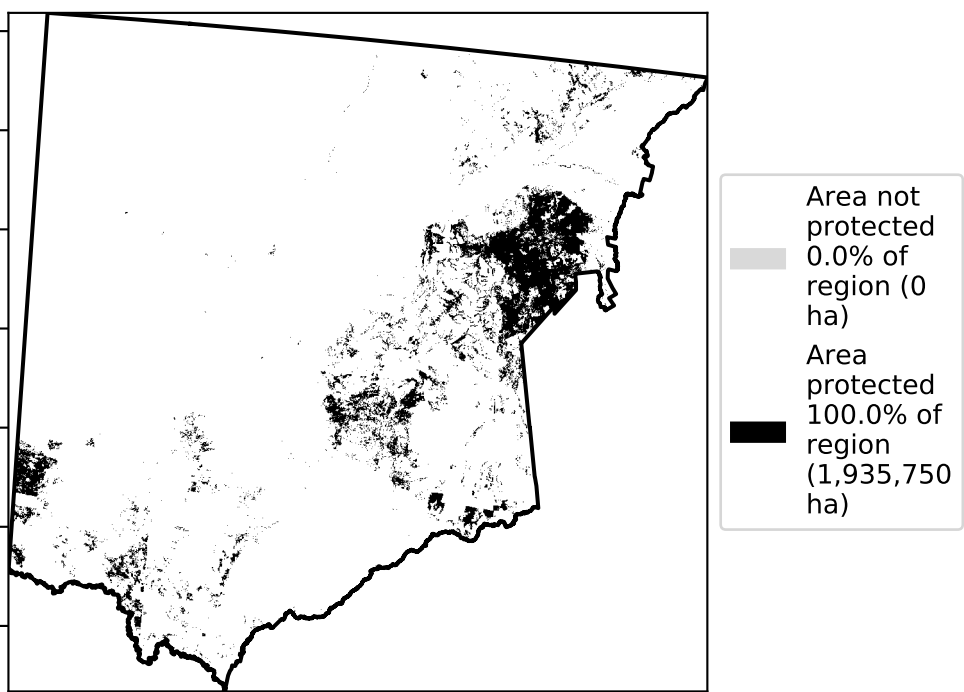 Area not
protected
0.0% of
region (0
ha)
Area
protected
100.0% of
region
(1,935,750
ha)